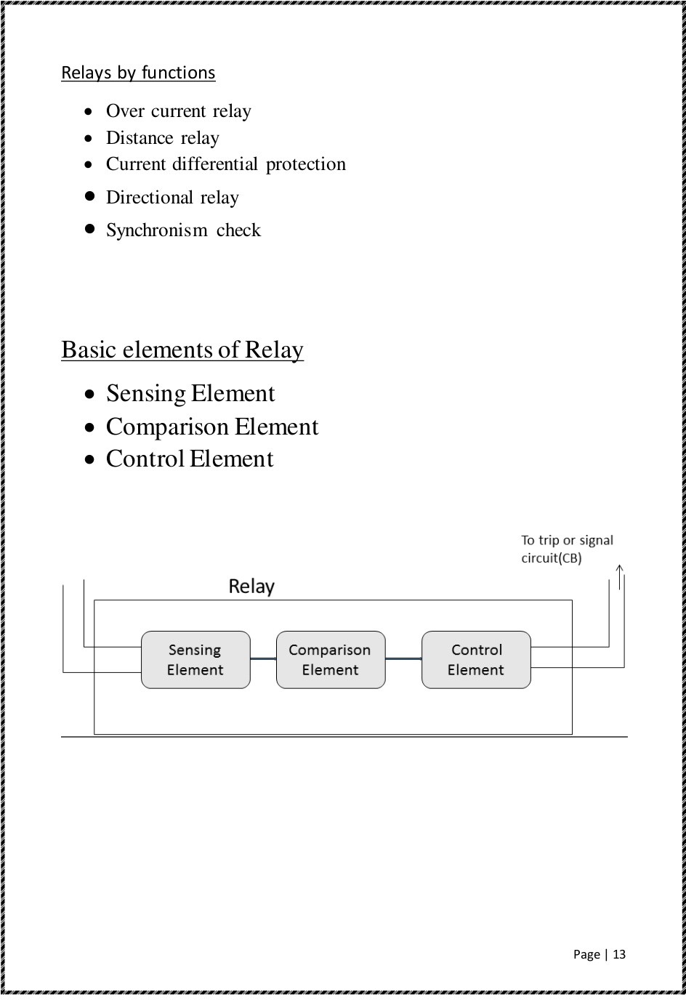 Relays by functions
• Over current relay
• Distance relay
• Current differential protection
• Directional relay
• Synchronism check
Basic elements of Relay
• Sensing Element
• Comparison Element
• Control Element
To trip or signal
circuit(CB)
Relay
Sensing
Element
Comparison
Element
Control
Element
Page | 13